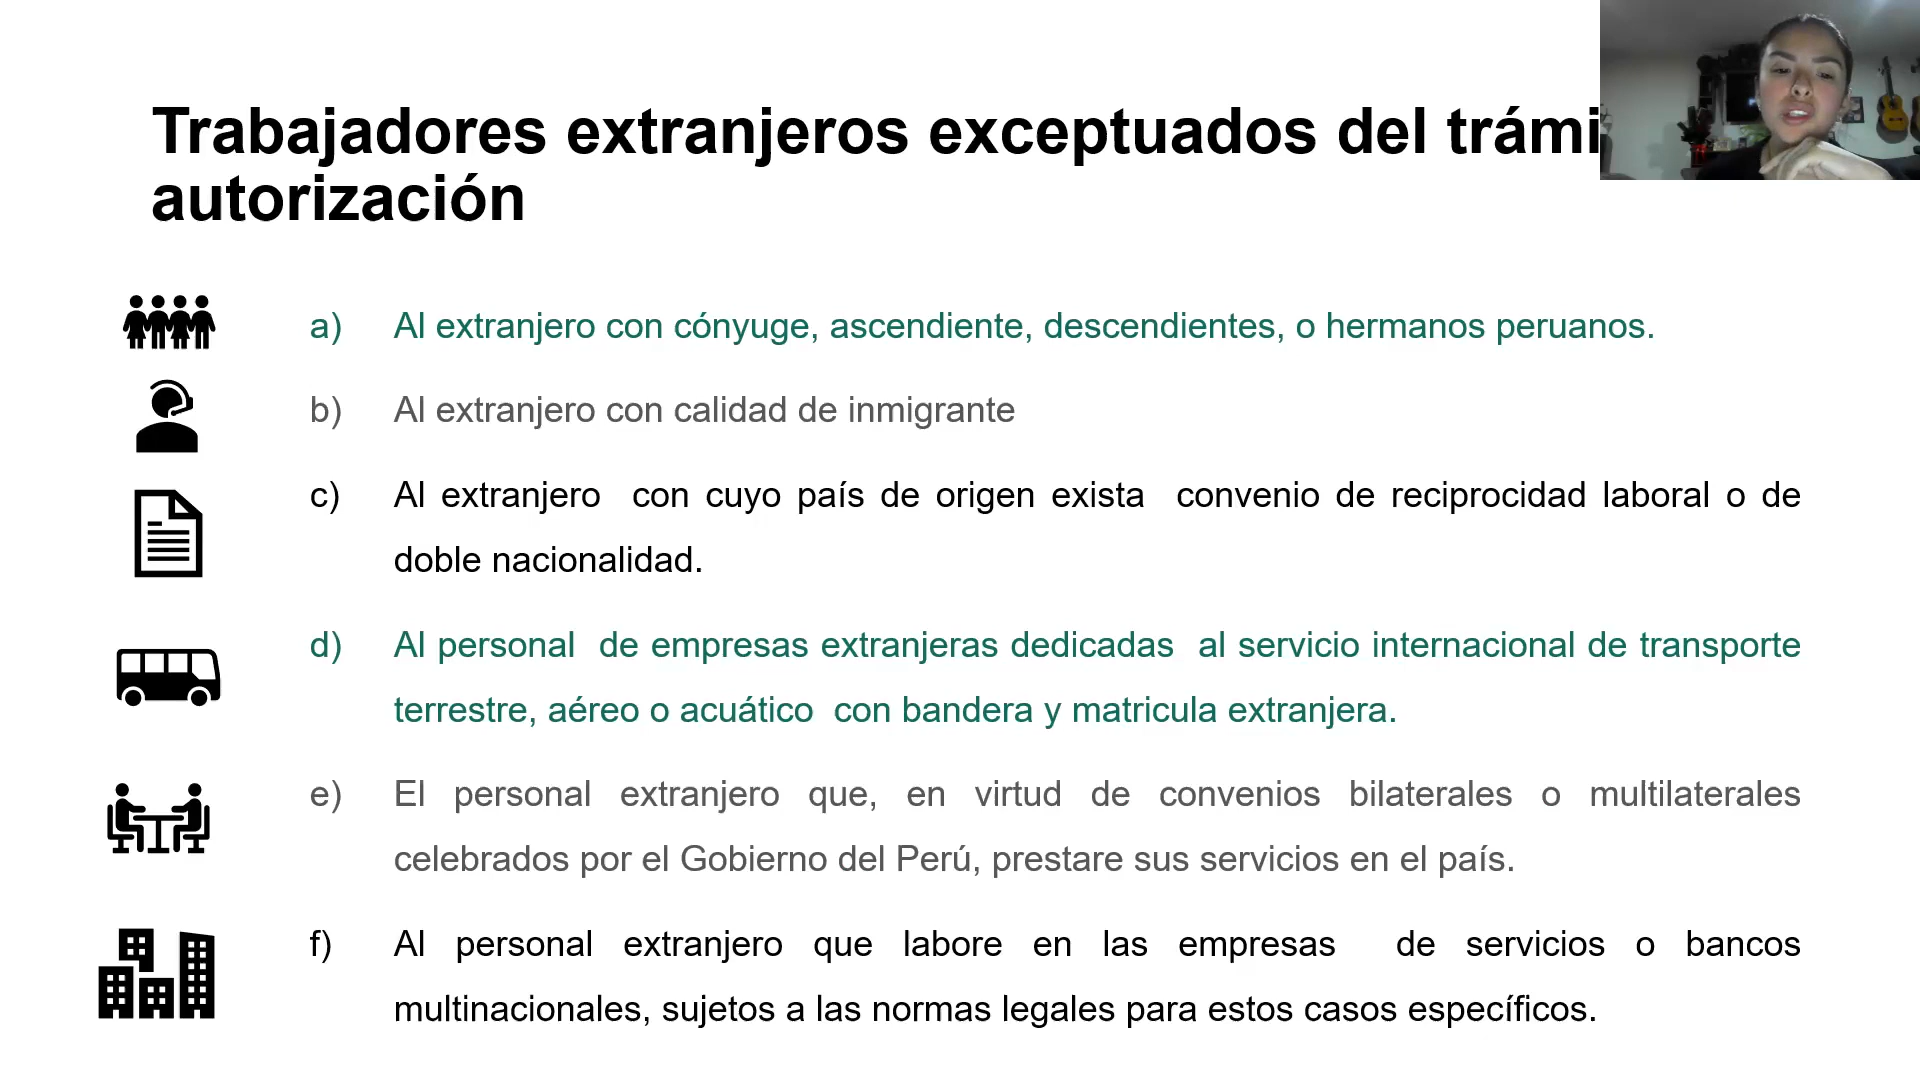 Trabajadores extranjeros exceptuados del
autorización
a) Al extranjero con cónyuge, ascendiente, descendientes, o hermanos peruanos.
b) Al extranjero con calidad de inmigrante
c) Al extranjero con cuyo país de origen exista convenio de reciprocidad laboral o de
doble nacionalidad.
d) Al personal de empresas extranjeras dedicadas al servicio internacional de transporte
terrestre, aéreo o acuático con bandera y matricula extranjera.
e) El personal extranjero que, en virtud de convenios bilaterales o multilaterales
celebrados por el Gobierno del Perú, prestare sus servicios en el país.
f) Al personal extranjero que labore en las empresas de servicios o bancos
multinacionales, sujetos a las normas legales para estos casos específicos.